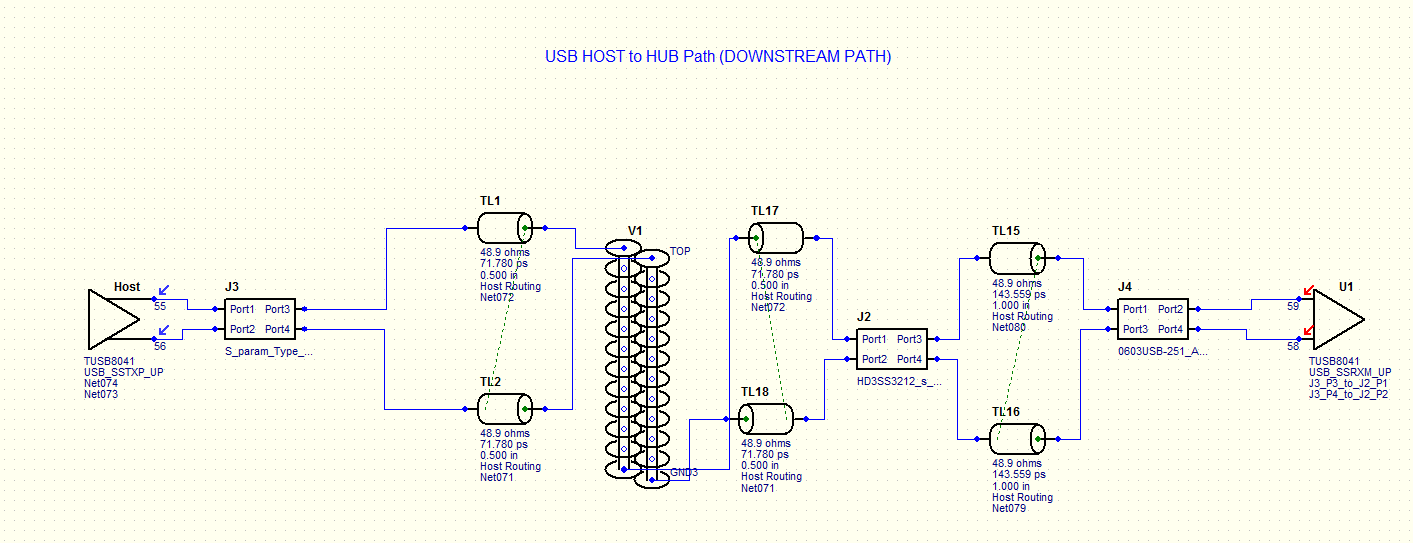 USB HOST to HUB Path (DOWNSTREAM PATH)
TL1
48.9 ohms
71.780 ps
0.500 in
Host Routing
Net072
TL17
48.9 ohms
71.780 ps
0.500 in
Host Routing
Net072
V1
TOP
GND3
TL15
48.9 ohms
143.559 ps
1.000 in
Host Routing
Net080
Host
55
56
TUSB8041
USB_SSTXP_UP
Net074
Net073
J3
Port1 Port3
Port2 Port4
S_param_Type_...
J2
Port1 Port3
Port2 Port4
HD3SS3212_s_...
J4
Port1 Port2
Port3 Port4
0603USB-251_A...
U1
59
58
TUSB8041
USB_SSRXM_UP
J3_P3_to_J2_P1
J3_P4_to_J2_P2
TL2
48.9 ohms
71.780 ps
0.500 in
Host Routing
Net071
TL18
48.9 ohms
71.780 ps
0.500 in
Host Routing
Net071
TL16
48.9 ohms
143.559 ps
1.000 in
Host Routing
Net079